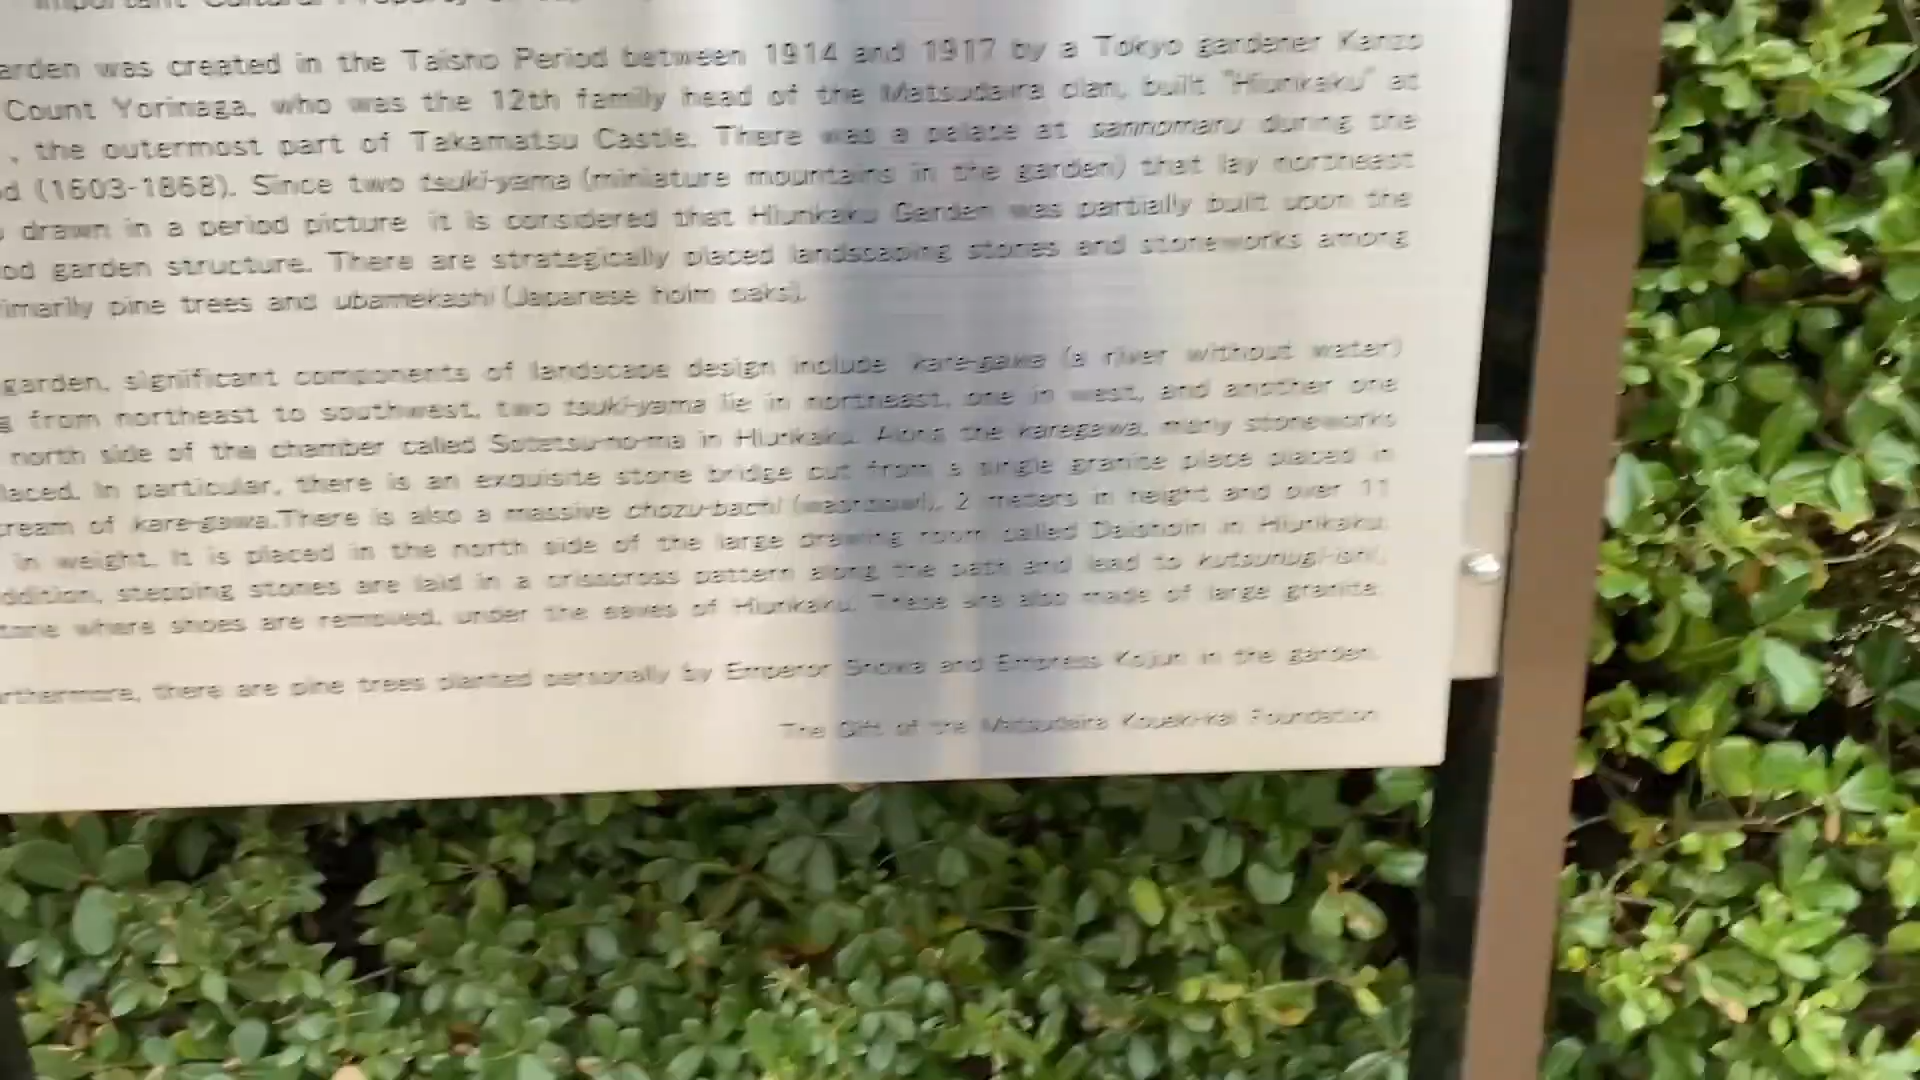 Important Cultural Property of
arden was created in the Taisho Period between 1914 and 1917 by a Tokyo gardener Kanzo
Count Yorinaga, who was the 12th family head of the Matsudaira clan, built "Hiunkaku" at
, the outermost part of Takamatsu Castle. There was a palace at sannomaru during the
od (1603-1868). Since two tsuki-yama (miniature mountains in the garden) that lay northeast
drawn in a period picture it is considered that Hiunkaku Garden was partially built upon the
od garden structure. There are strategically placed landscaping stones and stoneworks among
rimarily pine trees and ubamekashi (Japanese holm oaks).
garden, significant components of landscape design include kare-gawa (a river without water)
g from northeast to southwest, two tsuki-yama lie in northeast, one in west, and another one
north side of the chamber called Sotetsu-no-ma in Hiunkaku. Along the karegawa, many stoneworks
laced. In particular, there is an exquisite stone bridge cut from a single granite piece placed in
ream of kare-gawa.There is also a massive chozu-bachi (washbowl), 2 meters in height and over 11
in weight. It is placed in the north side of the large drawing room called Daishoin in Hiunkaku.
ddition, stepping stones are laid in a crisscross pattern along the path and lead to kutsunugi-ishi,
tone where shoes are removed, under the eaves of Hiunkaku. These are also made of large granite.
urthermore, there are pine trees planted personally by Emperor Showa and Empress Kojun in the garden.
The Gift of the Matsudaira Koueki-kai Foundation